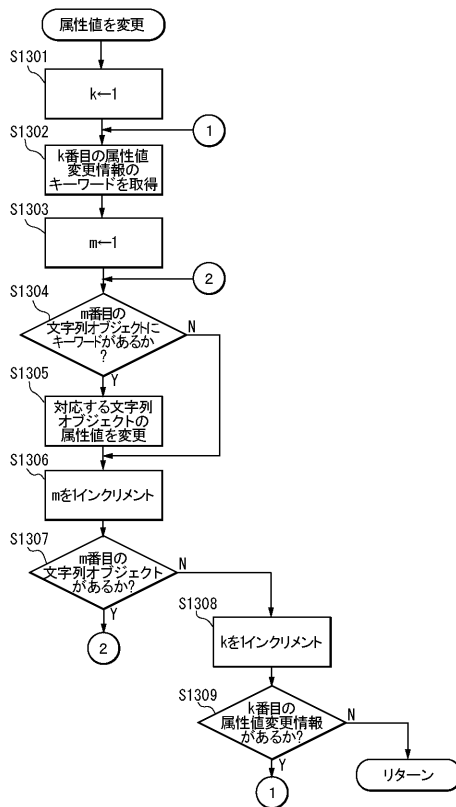 属性値を変更
S1301
k←1
1
S1302
k番目の属性値
変更情報の
キーワードを取得
S1303
m←1
2
S1304
m番目の
文字列オブジェクトに
キーワードがあるか
?
N
Y
S1305
対応する文字列
オブジェクトの
属性値を変更
S1306
mを1インクリメント
S1307
m番目の
文字列オブジェクト
があるか?
N
Y
2
S1308
kを1インクリメント
S1309
k番目の
属性値変更情報
があるか?
N
Y
1
リターン